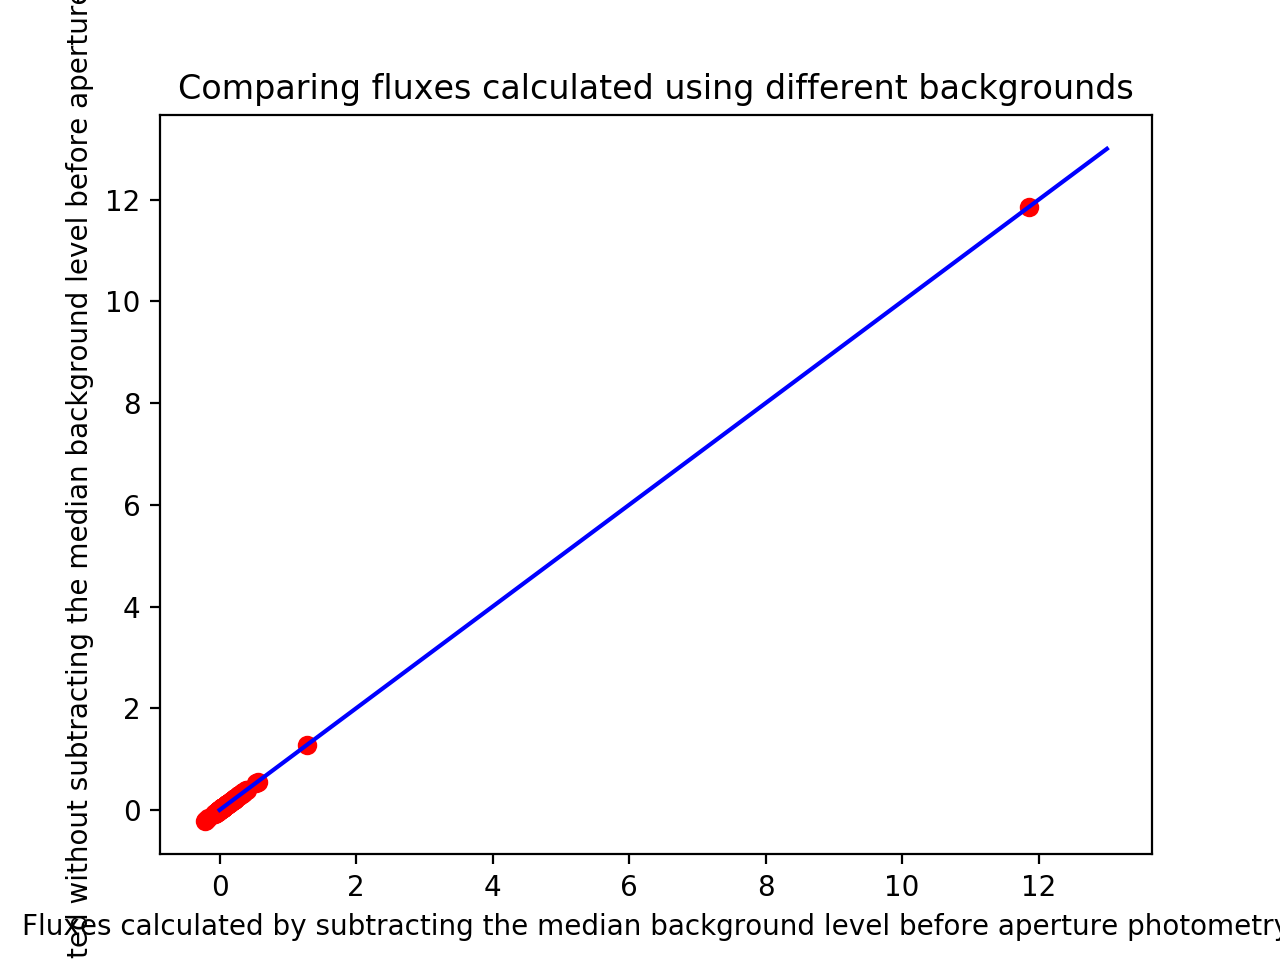 Comparing fluxes calculated using different backgrounds
without subtracting the median background level before aperture
12
10
8
6
4
2
0
0 2 4 6 8 10 12
Fluxes calculated by subtracting the median background level before aperture photometry